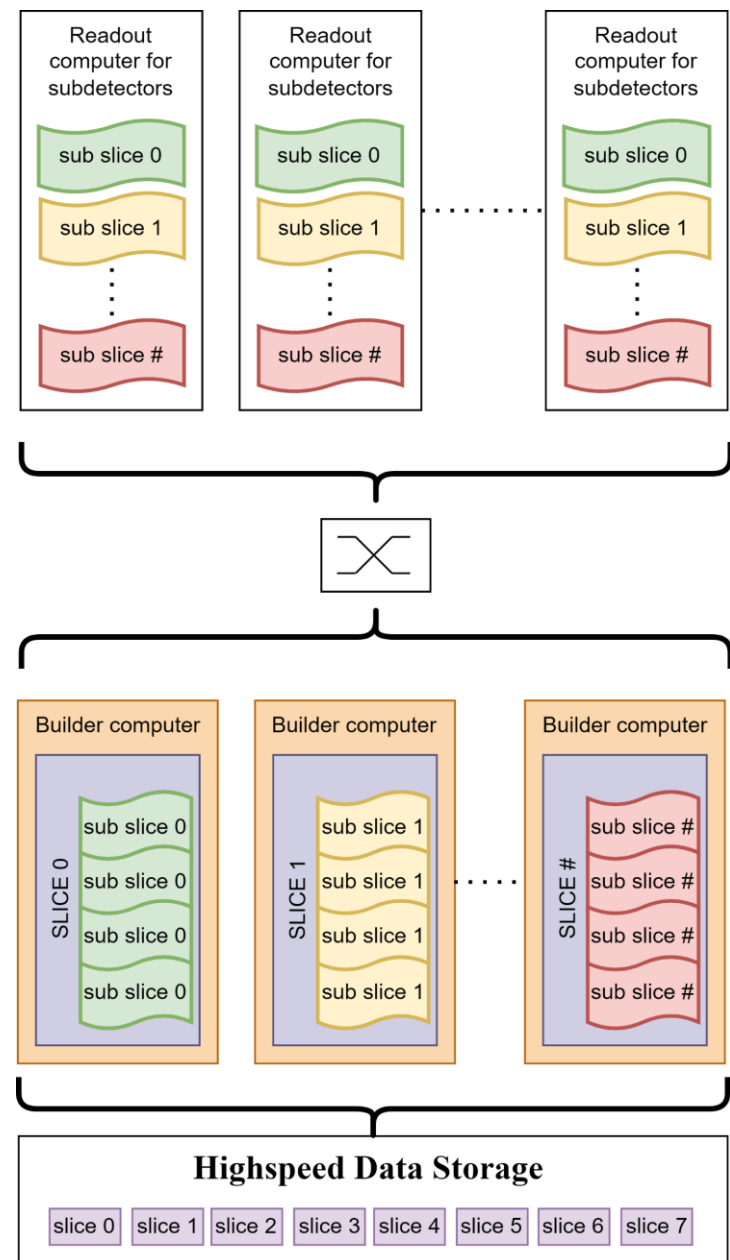 Readout
computer for
subdetectors
sub slice 0
sub slice 1
sub slice #
Readout
computer for
subdetectors
sub slice 0
sub slice 1
sub slice #
Readout
computer for
subdetectors
sub slice 0
sub slice 1
sub slice #
Builder computer
SLICE 0
sub slice 0
sub slice 0
sub slice 0
sub slice 0
Builder computer
SLICE 1
sub slice 1
sub slice 1
sub slice 1
sub slice 1
Builder computer
SLICE #
sub slice #
sub slice #
sub slice #
sub slice #
Highspeed Data Storage
slice 0 slice 1 slice 2 slice 3 slice 4 slice 5 slice 6 slice 7